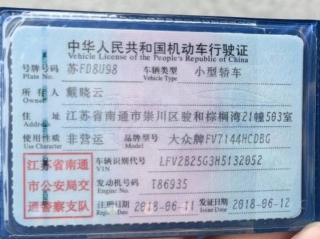 中华人民共和国机动车行驶证
Vehicle License of the People's Republic of China
号牌号码 苏FD8U98 车辆类型 小型轿车
Plate No. Vehicle Type
所有人 戴晓云
Owner
住址 江苏省南通市崇川区骏和棕榈湾21幢503室
Address
使用性质 非营运 品牌型号 大众牌FV7144HCDBG
Use Character Model
江苏省南通
市公安局交
通警察支队
车辆识别代号 LFV2B25G3H5132052
VIN
发动机号码 T86935
Engine No.
注册日期 2018-06-11 发证日期 2018-06-12
Register Date Issue Date